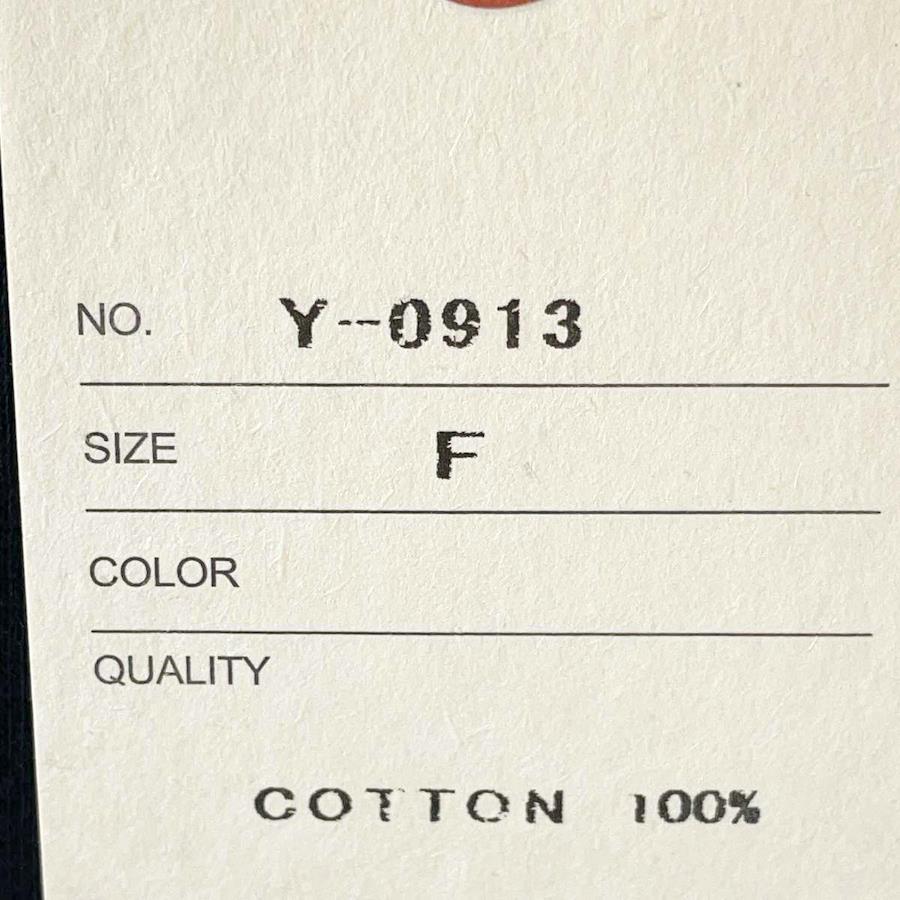 NO. Y-0913
SIZE F
COLOR
QUALITY
COTTON 100%